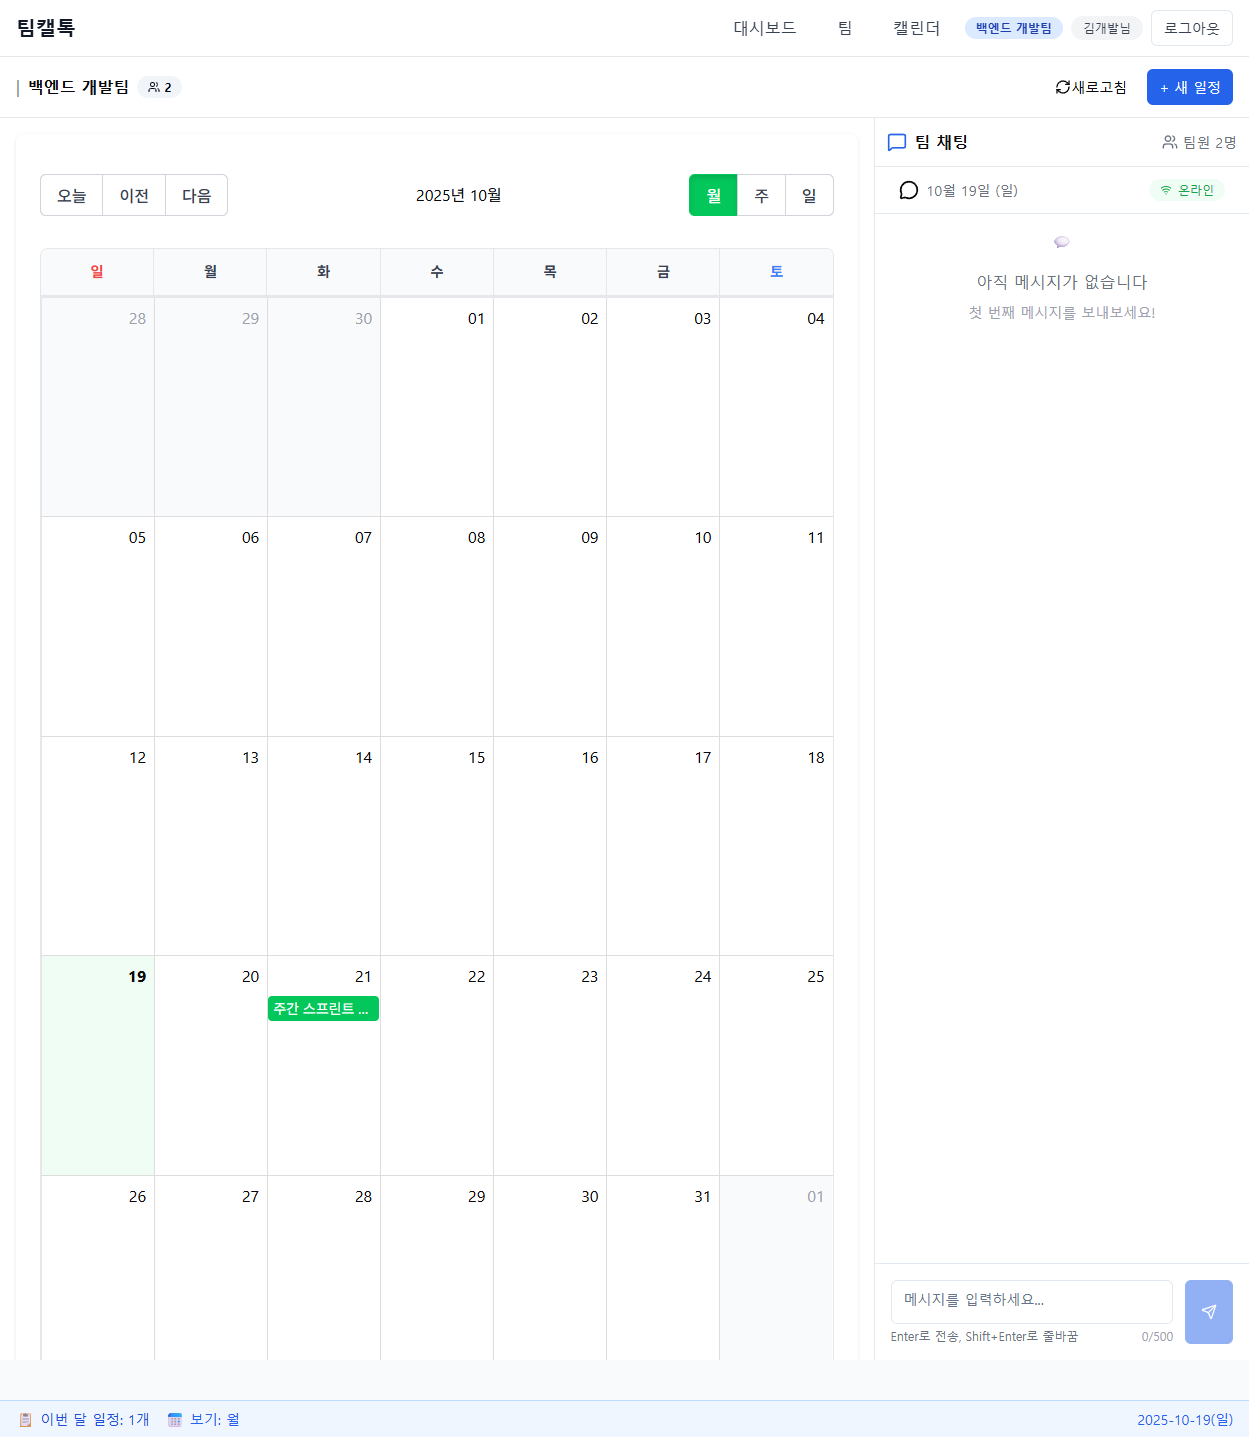 팀캘톡
대시보드 팀 캘린더 백엔드 개발팀 김개발님 로그아웃
백엔드 개발팀 2
새로고침 + 새 일정
오늘 이전 다음
2025년 10월
월 주 일
일 월 화 수 목 금 토
28 29 30 01 02 03 04
05 06 07 08 09 10 11
12 13 14 15 16 17 18
19 20 21 22 23 24 25
주간 스프린트 ...
26 27 28 29 30 31 01
팀 채팅 팀원 2명
10월 19일 (일) 온라인
아직 메시지가 없습니다
첫 번째 메시지를 보내보세요!
메시지를 입력하세요...
Enter로 전송, Shift+Enter로 줄바꿈 0/500
이번 달 일정: 1개 보기: 월 2025-10-19(일)